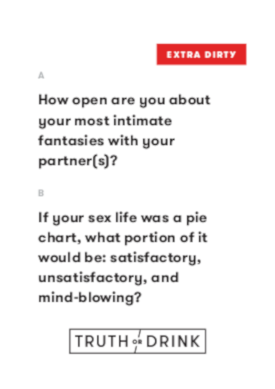 EXTRA DIRTY
A
How open are you about
your most intimate
fantasies with your
partner(s)?
B
If your sex life was a pie
chart, what portion of it
would be: satisfactory,
unsatisfactory, and
mind-blowing?
TRUTH OR DRINK